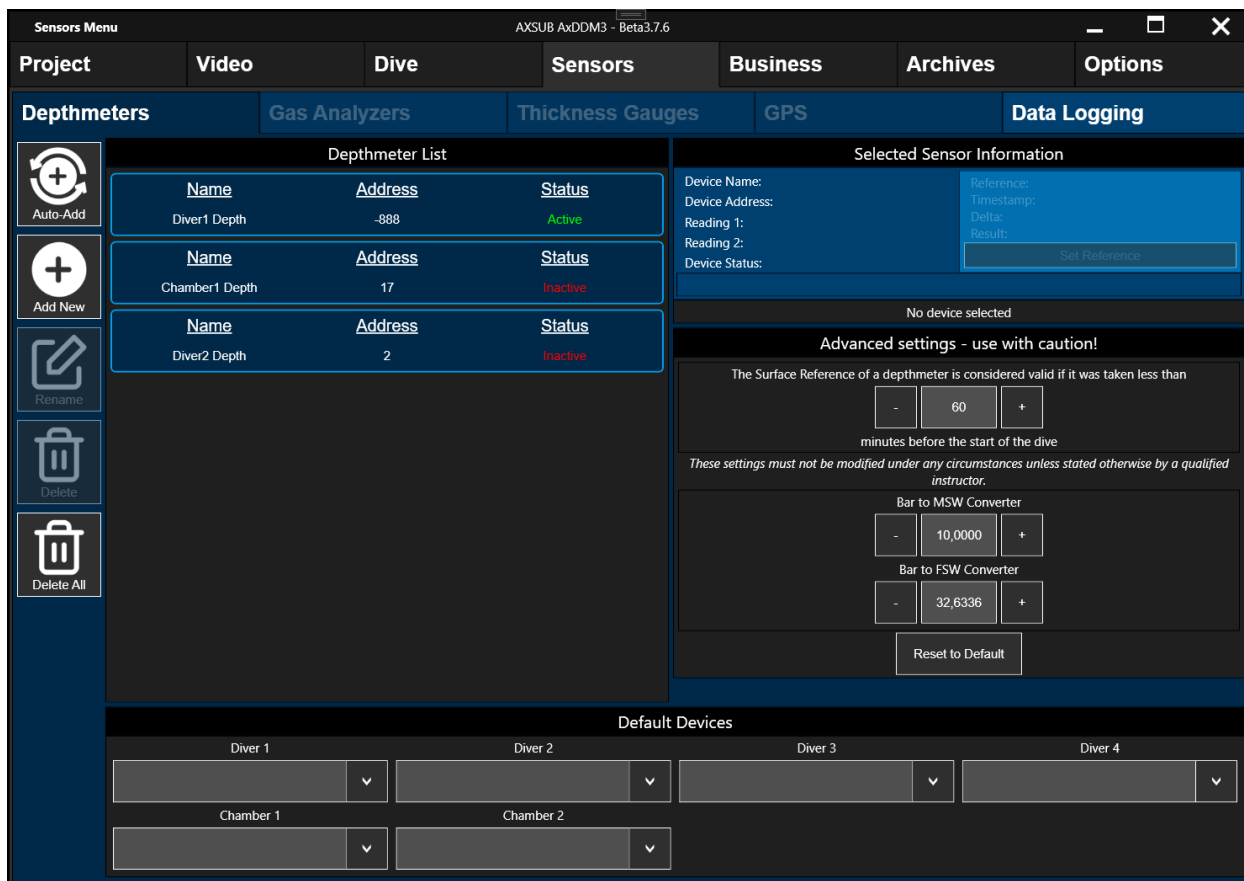 Sensors Menu AXSUB AxDDM3 - Beta3.7.6
Project Video Dive Sensors Business Archives Options
Depthmeters Gas Analyzers Thickness Gauges GPS Data Logging
Auto-Add
Add New
Rename
Delete
Delete All
Depthmeter List
Name Address Status
Diver1 Depth -888 Active
Name Address Status
Chamber1 Depth 17 Inactive
Name Address Status
Diver2 Depth 2 Inactive
Selected Sensor Information
Device Name:
Device Address:
Reading 1:
Reading 2:
Device Status:
Reference:
Timestamp:
Delta:
Result:
Set Reference
No device selected
Advanced settings - use with caution!
The Surface Reference of a depthmeter is considered valid if it was taken less than
- 60 +
minutes before the start of the dive
These settings must not be modified under any circumstances unless stated otherwise by a qualified
instructor.
Bar to MSW Converter
- 10,0000 +
Bar to FSW Converter
- 32,6336 +
Reset to Default
Default Devices
Diver 1 Diver 2 Diver 3 Diver 4
Chamber 1 Chamber 2